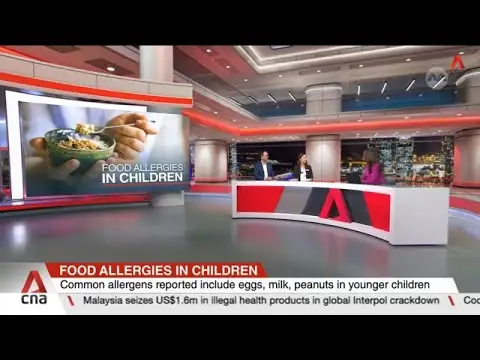 FOOD ALLERGIES
IN CHILDREN
FOOD ALLERGIES IN CHILDREN
Common allergens reported include eggs, milk, peanuts in younger children
cna
Malaysia seizes US$1.6m in illegal health products in global Interpol crackdown